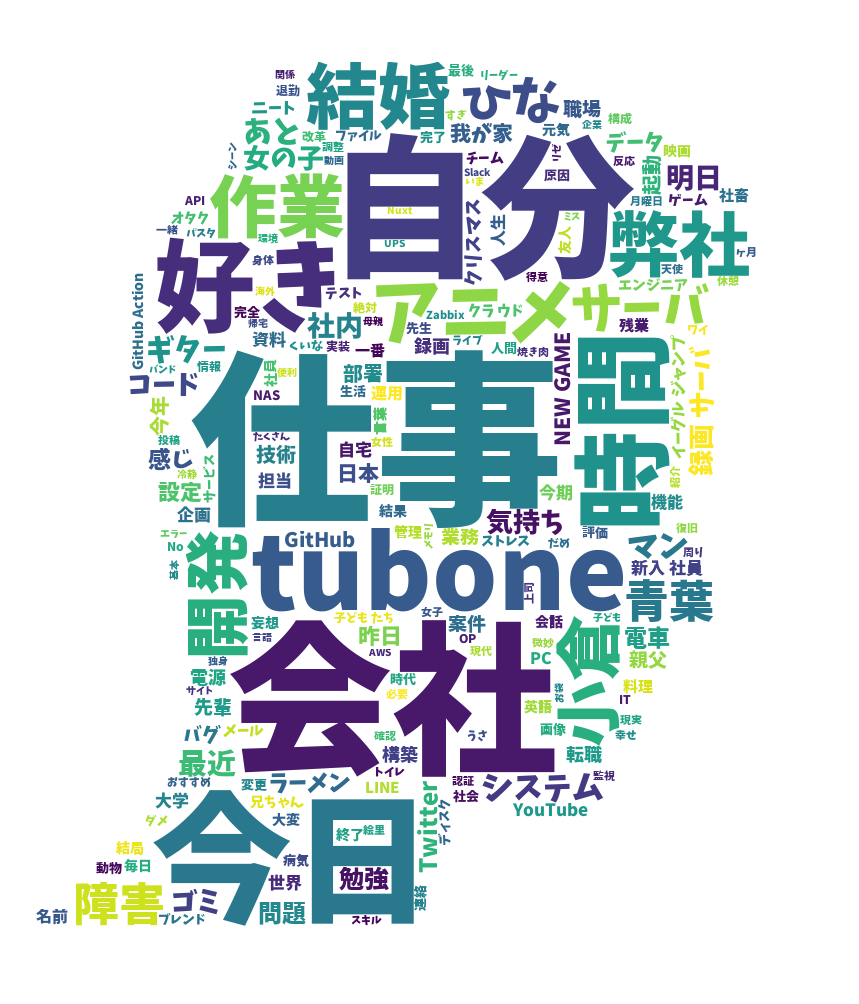 関係
退勤
ニート
あと
女の子
改革
調整
動画
ファイル
シーン
結婚
最後
リーダー
ひな
すぎ
職場
企業
構成
我が家
元気
完了
データ
映画
API
オタク
一緒
パスタ
作業
環境
身体
自分
Nuxt
UPS
チーム
Slack
いま
原因
反応
クリスマス
人生
友人
ミス
得意
起動
明日
ゲーム
月曜日
社畜
弊社
ヶ月
天使
休憩
エンジニア
好き
海外
テスト
完全
帰宅
絶対
母親
アニメ
Zabbix
クラウド
サーバ
残業
ワイ
GitHub Action
ギター
バンド
情報
コード
資料
くいな
社内
実装
一番
先生
録画
ライブ
人間
焼き肉
NEW GAME
時間
イーグル ジャンプ
録画 サーバ
紹介
社員
便利
NAS
部署
生活
運用
言葉
今年
投稿
感じ
冷静
サービス
設定
企画
たくさん
技術
担当
自宅
女性
日本
証明
結果
仕事
今期
機能
エラー
No
基本
開発
GitHub
管理
メモリ
業務
気持ち
ストレス
だめ
評価
マン
復旧
周り
新入 社員
tubone
上司
青葉
妄想
言語
独身
子ども たち
女子
昨日
案件
OP
会話
小倉
子ども
電車
親父
電源
サイト
先輩
AWS
時代
必要
現代
微妙
PC
英語
お袋
画像
料理
IT
現実
幸せ
会社
バグ
メール
最近
おすすめ
変更
ラーメン
確認
構築
トイレ
うさ
認証
社会
システム
転職
監視
LINE
YouTube
大学
兄ちゃん
ダメ
大変
結局
動物
毎日
今日
終了
絵里
Twitter
ディスク
病気
世界
勉強
連絡
名前
障害
ゴミ
ブレンド
問題
スキル